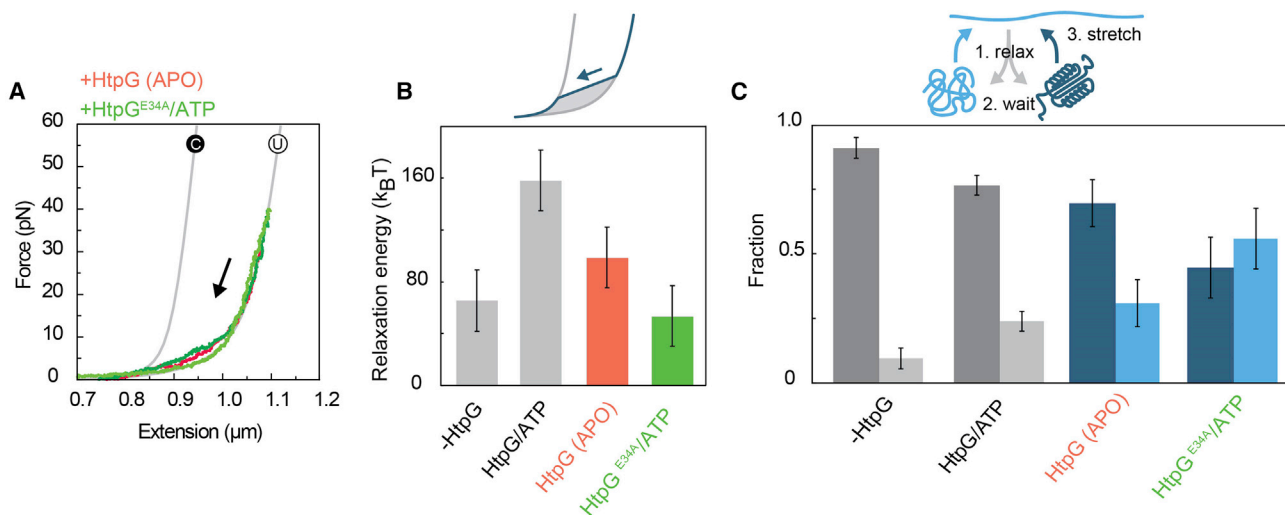 A
+HtpG (APO)
+HtpG^E34A/ATP
60
50
40
30
20
10
0
Force (pN)
C
U
0.7 0.8 0.9 1.0 1.1 1.2
Extension (µm)
B
160
80
0
Relaxation energy (k_BT)
-HtpG
HtpG/ATP
HtpG (APO)
HtpG ^E34A/ATP
C
1. relax
2. wait
3. stretch
1.0
0.5
0
Fraction
-HtpG
HtpG/ATP
HtpG (APO)
HtpG ^E34A/ATP